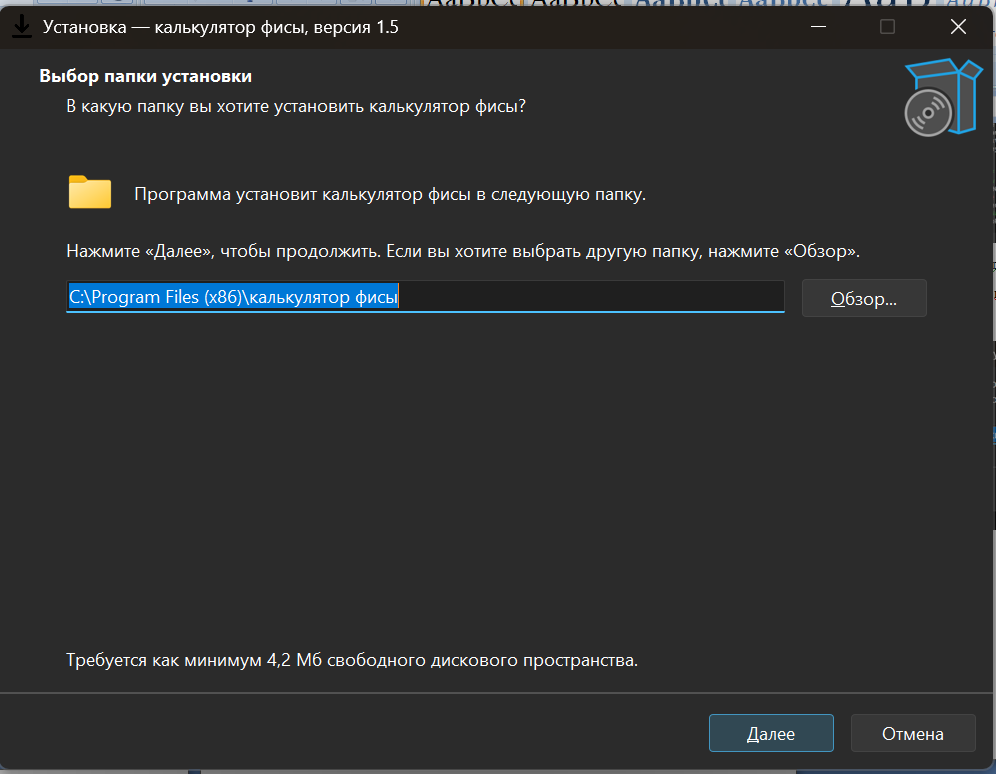 Установка — калькулятор фисы, версия 1.5
Выбор папки установки
В какую папку вы хотите установить калькулятор фисы?
Программа установит калькулятор фисы в следующую папку.
Нажмите «Далее», чтобы продолжить. Если вы хотите выбрать другую папку, нажмите «Обзор».
C:\Program Files (x86)\калькулятор фисы
Обзор...
Требуется как минимум 4,2 Мб свободного дискового пространства.
Далее
Отмена